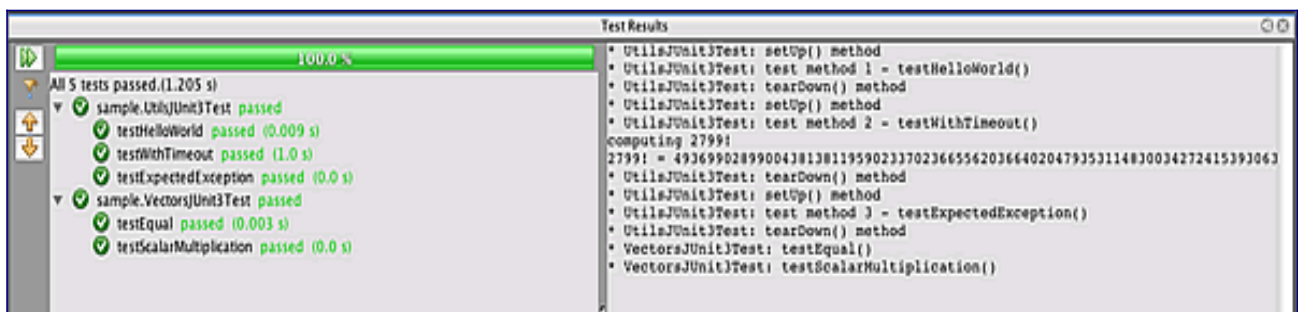 Test Results
100.0 %
All 5 tests passed.(1.205 s)
sample.UtilsJUnit3Test passed
testHelloWorld passed (0.009 s)
testWithTimeout passed (1.0 s)
testExpectedException passed (0.0 s)
sample.VectorsJUnit3Test passed
testEqual passed (0.003 s)
testScalarMultiplication passed (0.0 s)
* UtilsJUnit3Test: setUp() method
* UtilsJUnit3Test: test method 1 - testHelloWorld()
* UtilsJUnit3Test: tearDown() method
* UtilsJUnit3Test: setUp() method
* UtilsJUnit3Test: test method 2 - testWithTimeout()
computing 2799!
2799! = 4936990289900438138119590233702366556203664020479353114830034272415393063
* UtilsJUnit3Test: tearDown() method
* UtilsJUnit3Test: setUp() method
* UtilsJUnit3Test: test method 3 - testExpectedException()
* UtilsJUnit3Test: tearDown() method
* VectorsJUnit3Test: testEqual()
* VectorsJUnit3Test: testScalarMultiplication()